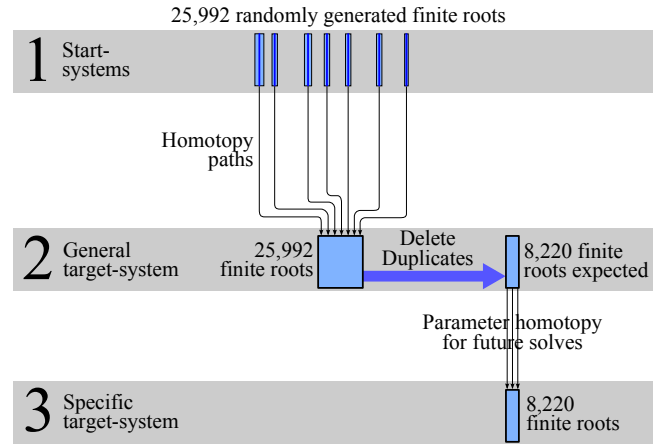 25,992 randomly generated finite roots
1 Start-
systems
Homotopy
paths
2 General
target-system
25,992
finite roots
Delete
Duplicates
8,220 finite
roots expected
Parameter homotopy
for future solves
3 Specific
target-system
8,220
finite roots